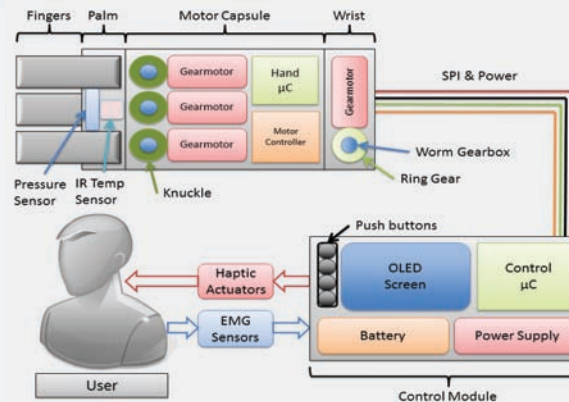 Fingers Palm Motor Capsule Wrist
Gearmotor
Hand
µC
Gearmotor
SPI & Power
Gearmotor
Motor
Controller
Gearmotor
Worm Gearbox
Ring Gear
Pressure
Sensor
IR Temp
Sensor
Knuckle
Push buttons
Haptic
Actuators
OLED
Screen
Control
µC
EMG
Sensors
Battery
Power Supply
User
Control Module